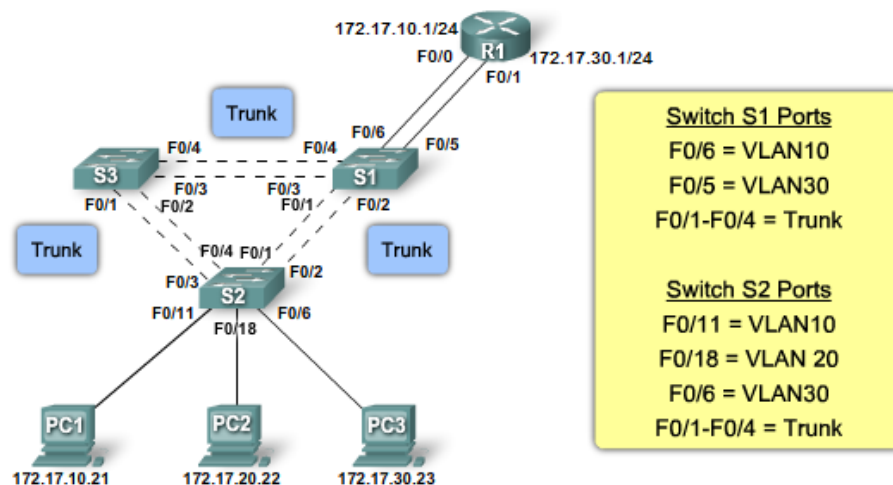 172.17.10.1/24
R1
F0/0
172.17.30.1/24
F0/1
Trunk
F0/6
F0/4
F0/4
F0/5
S3
S1
F0/3
F0/3
F0/1
F0/2
F0/1
F0/2
Trunk
Trunk
F0/4
F0/1
F0/3
F0/2
S2
F0/11
F0/6
F0/18
PC1
PC2
PC3
172.17.10.21
172.17.20.22
172.17.30.23
Switch S1 Ports
F0/6 = VLAN10
F0/5 = VLAN30
F0/1-F0/4 = Trunk
Switch S2 Ports
F0/11 = VLAN10
F0/18 = VLAN 20
F0/6 = VLAN30
F0/1-F0/4 = Trunk